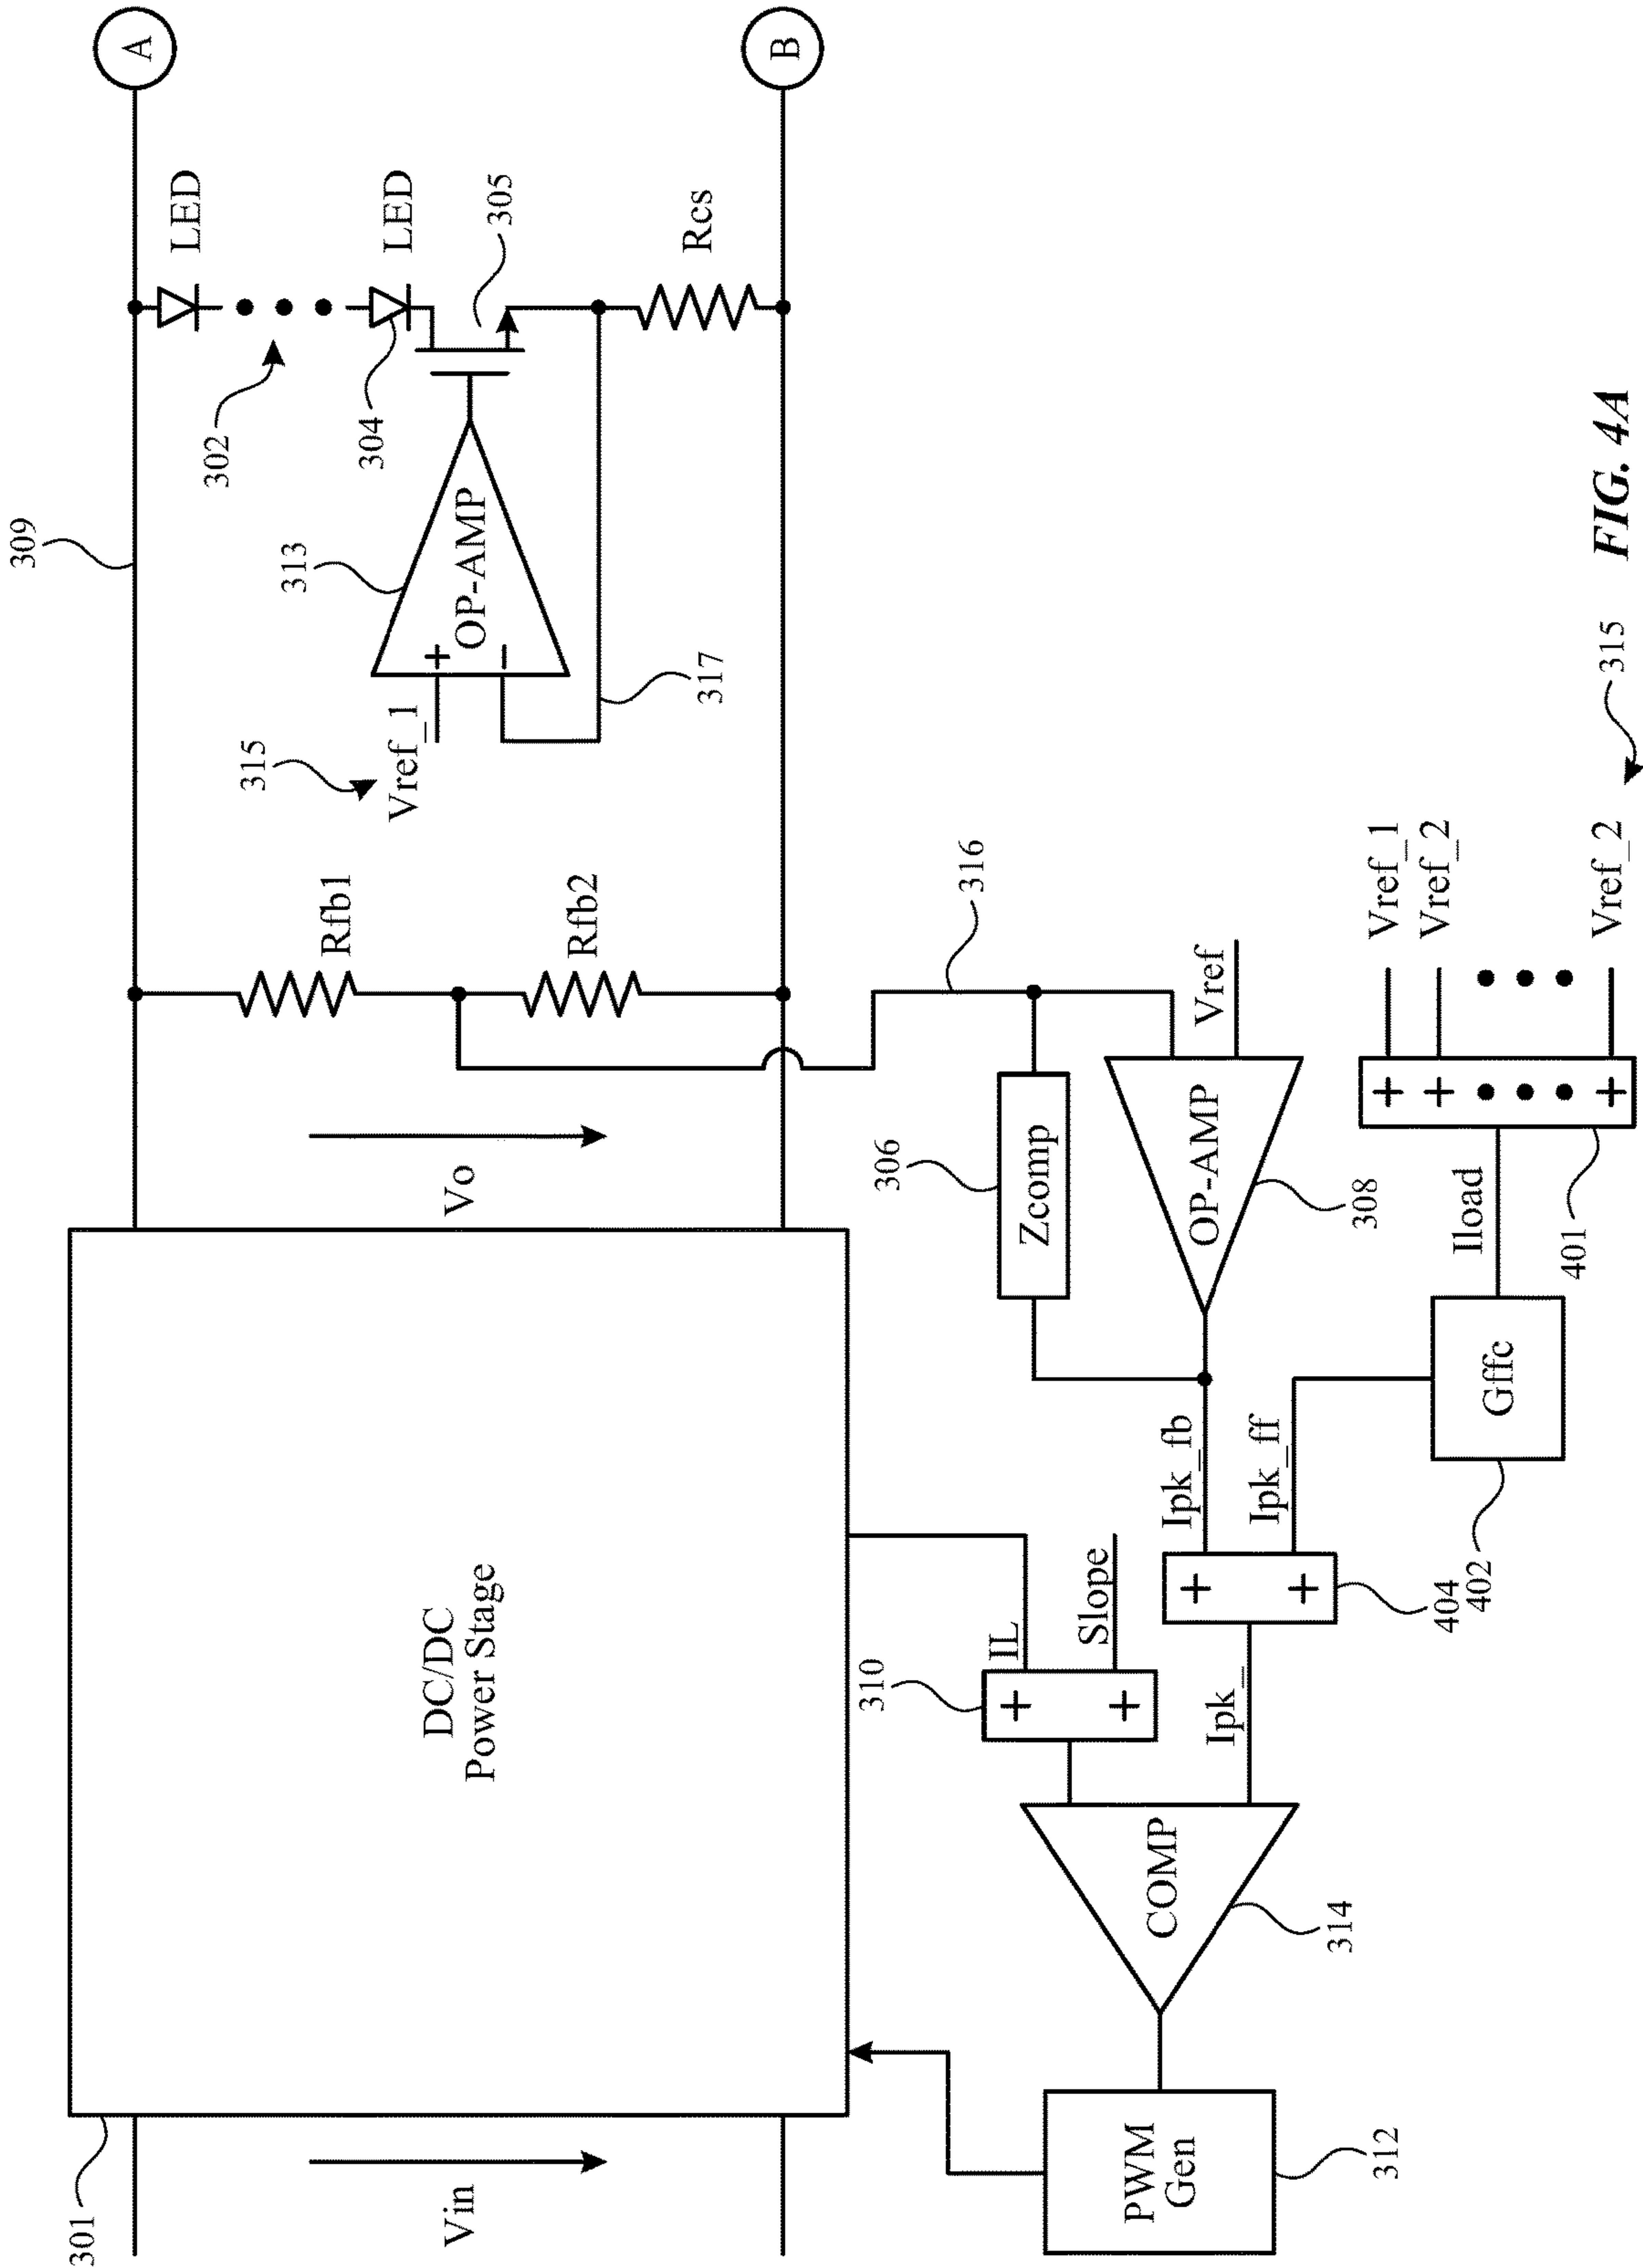 301
Vin
DC/DC
Power Stage
Vo
309
Rfb1
Rfb2
315
Vref_1
+
−
OP-AMP
313
317
302
LED
304
LED
305
Rcs
A
B
316
306
Zcomp
Vref
OP-AMP
308
Ipk_fb
Ipk_ff
IL
Slope
310
+
+
Ipk_
+
+
404
402
COMP
314
PWM
Gen
312
Gffc
Iload
401
+
+
+
Vref_1
Vref_2
Vref_2
315
FIG. 4A